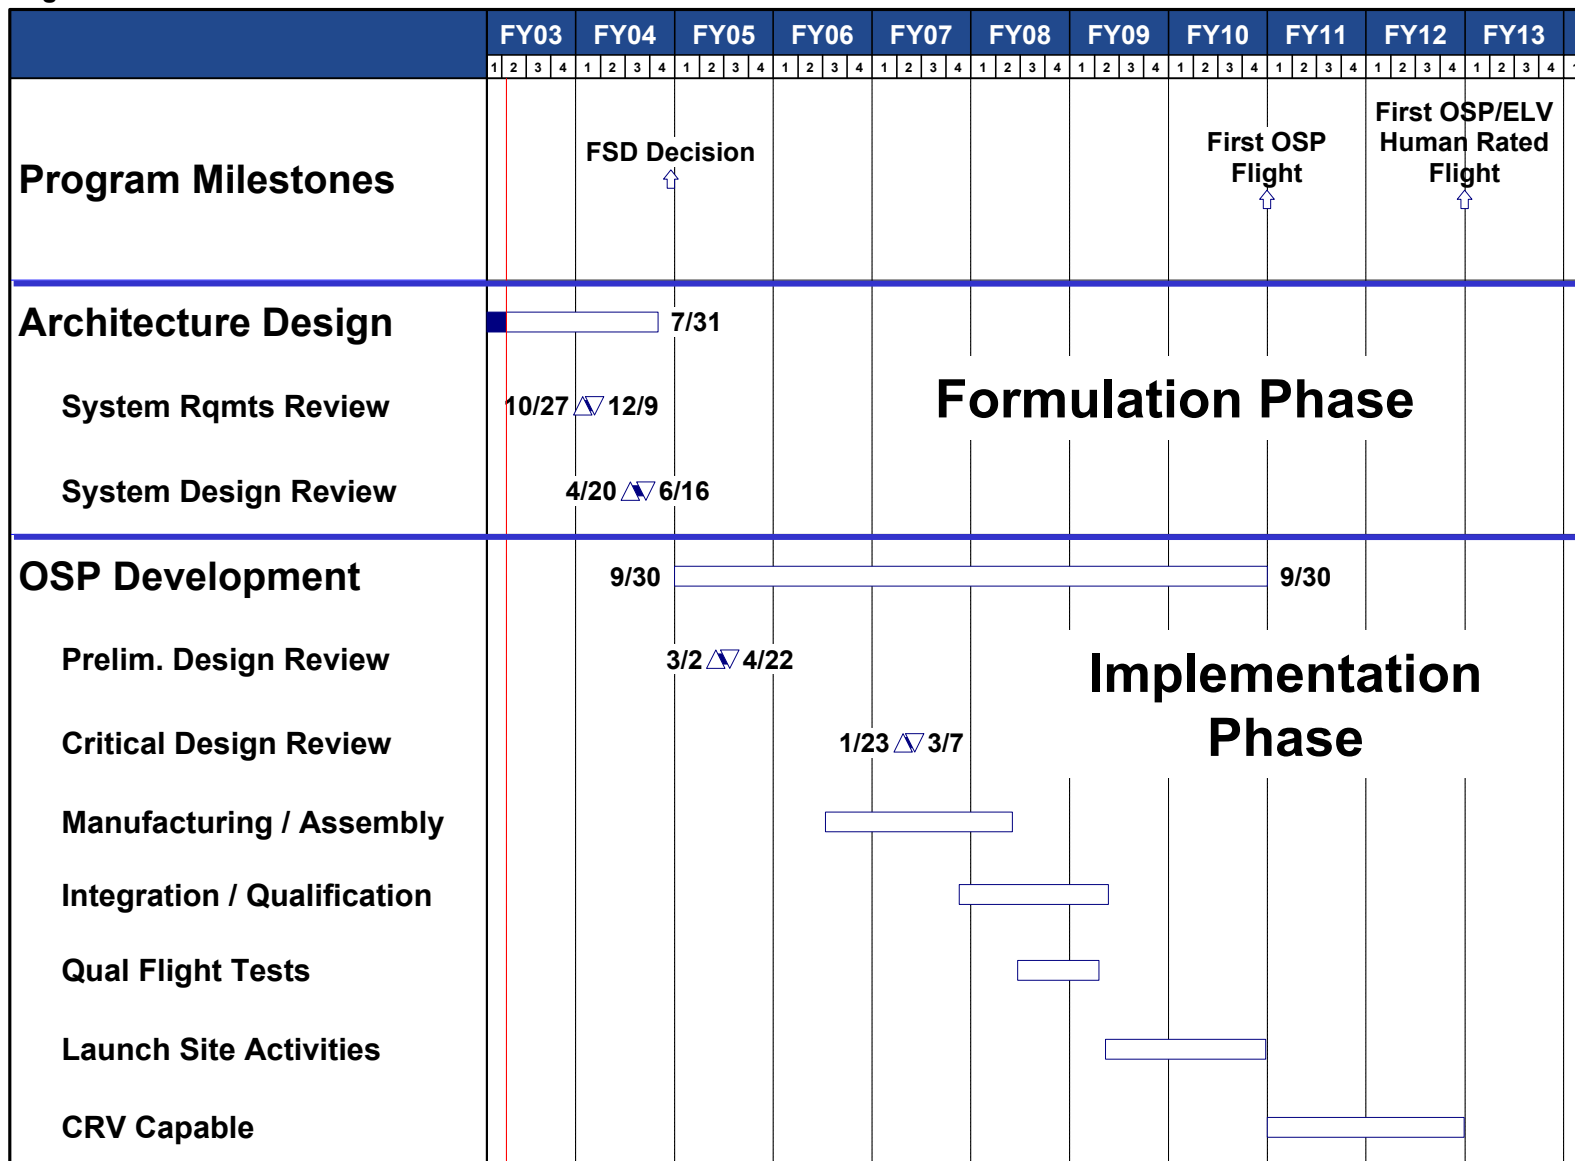 FY03 FY04 FY05 FY06 FY07 FY08 FY09 FY10 FY11 FY12 FY13
1 2 3 4 1 2 3 4 1 2 3 4 1 2 3 4 1 2 3 4 1 2 3 4 1 2 3 4 1 2 3 4 1 2 3 4 1 2 3 4 1 2 3 4 1
Program Milestones
FSD Decision
First OSP
Flight
First OSP/ELV
Human Rated
Flight
Architecture Design
7/31
System Rqmts Review
10/27 12/9
Formulation Phase
System Design Review
4/20 6/16
OSP Development
9/30 9/30
Prelim. Design Review
3/2 4/22
Implementation
Phase
Critical Design Review
1/23 3/7
Manufacturing / Assembly
Integration / Qualification
Qual Flight Tests
Launch Site Activities
CRV Capable